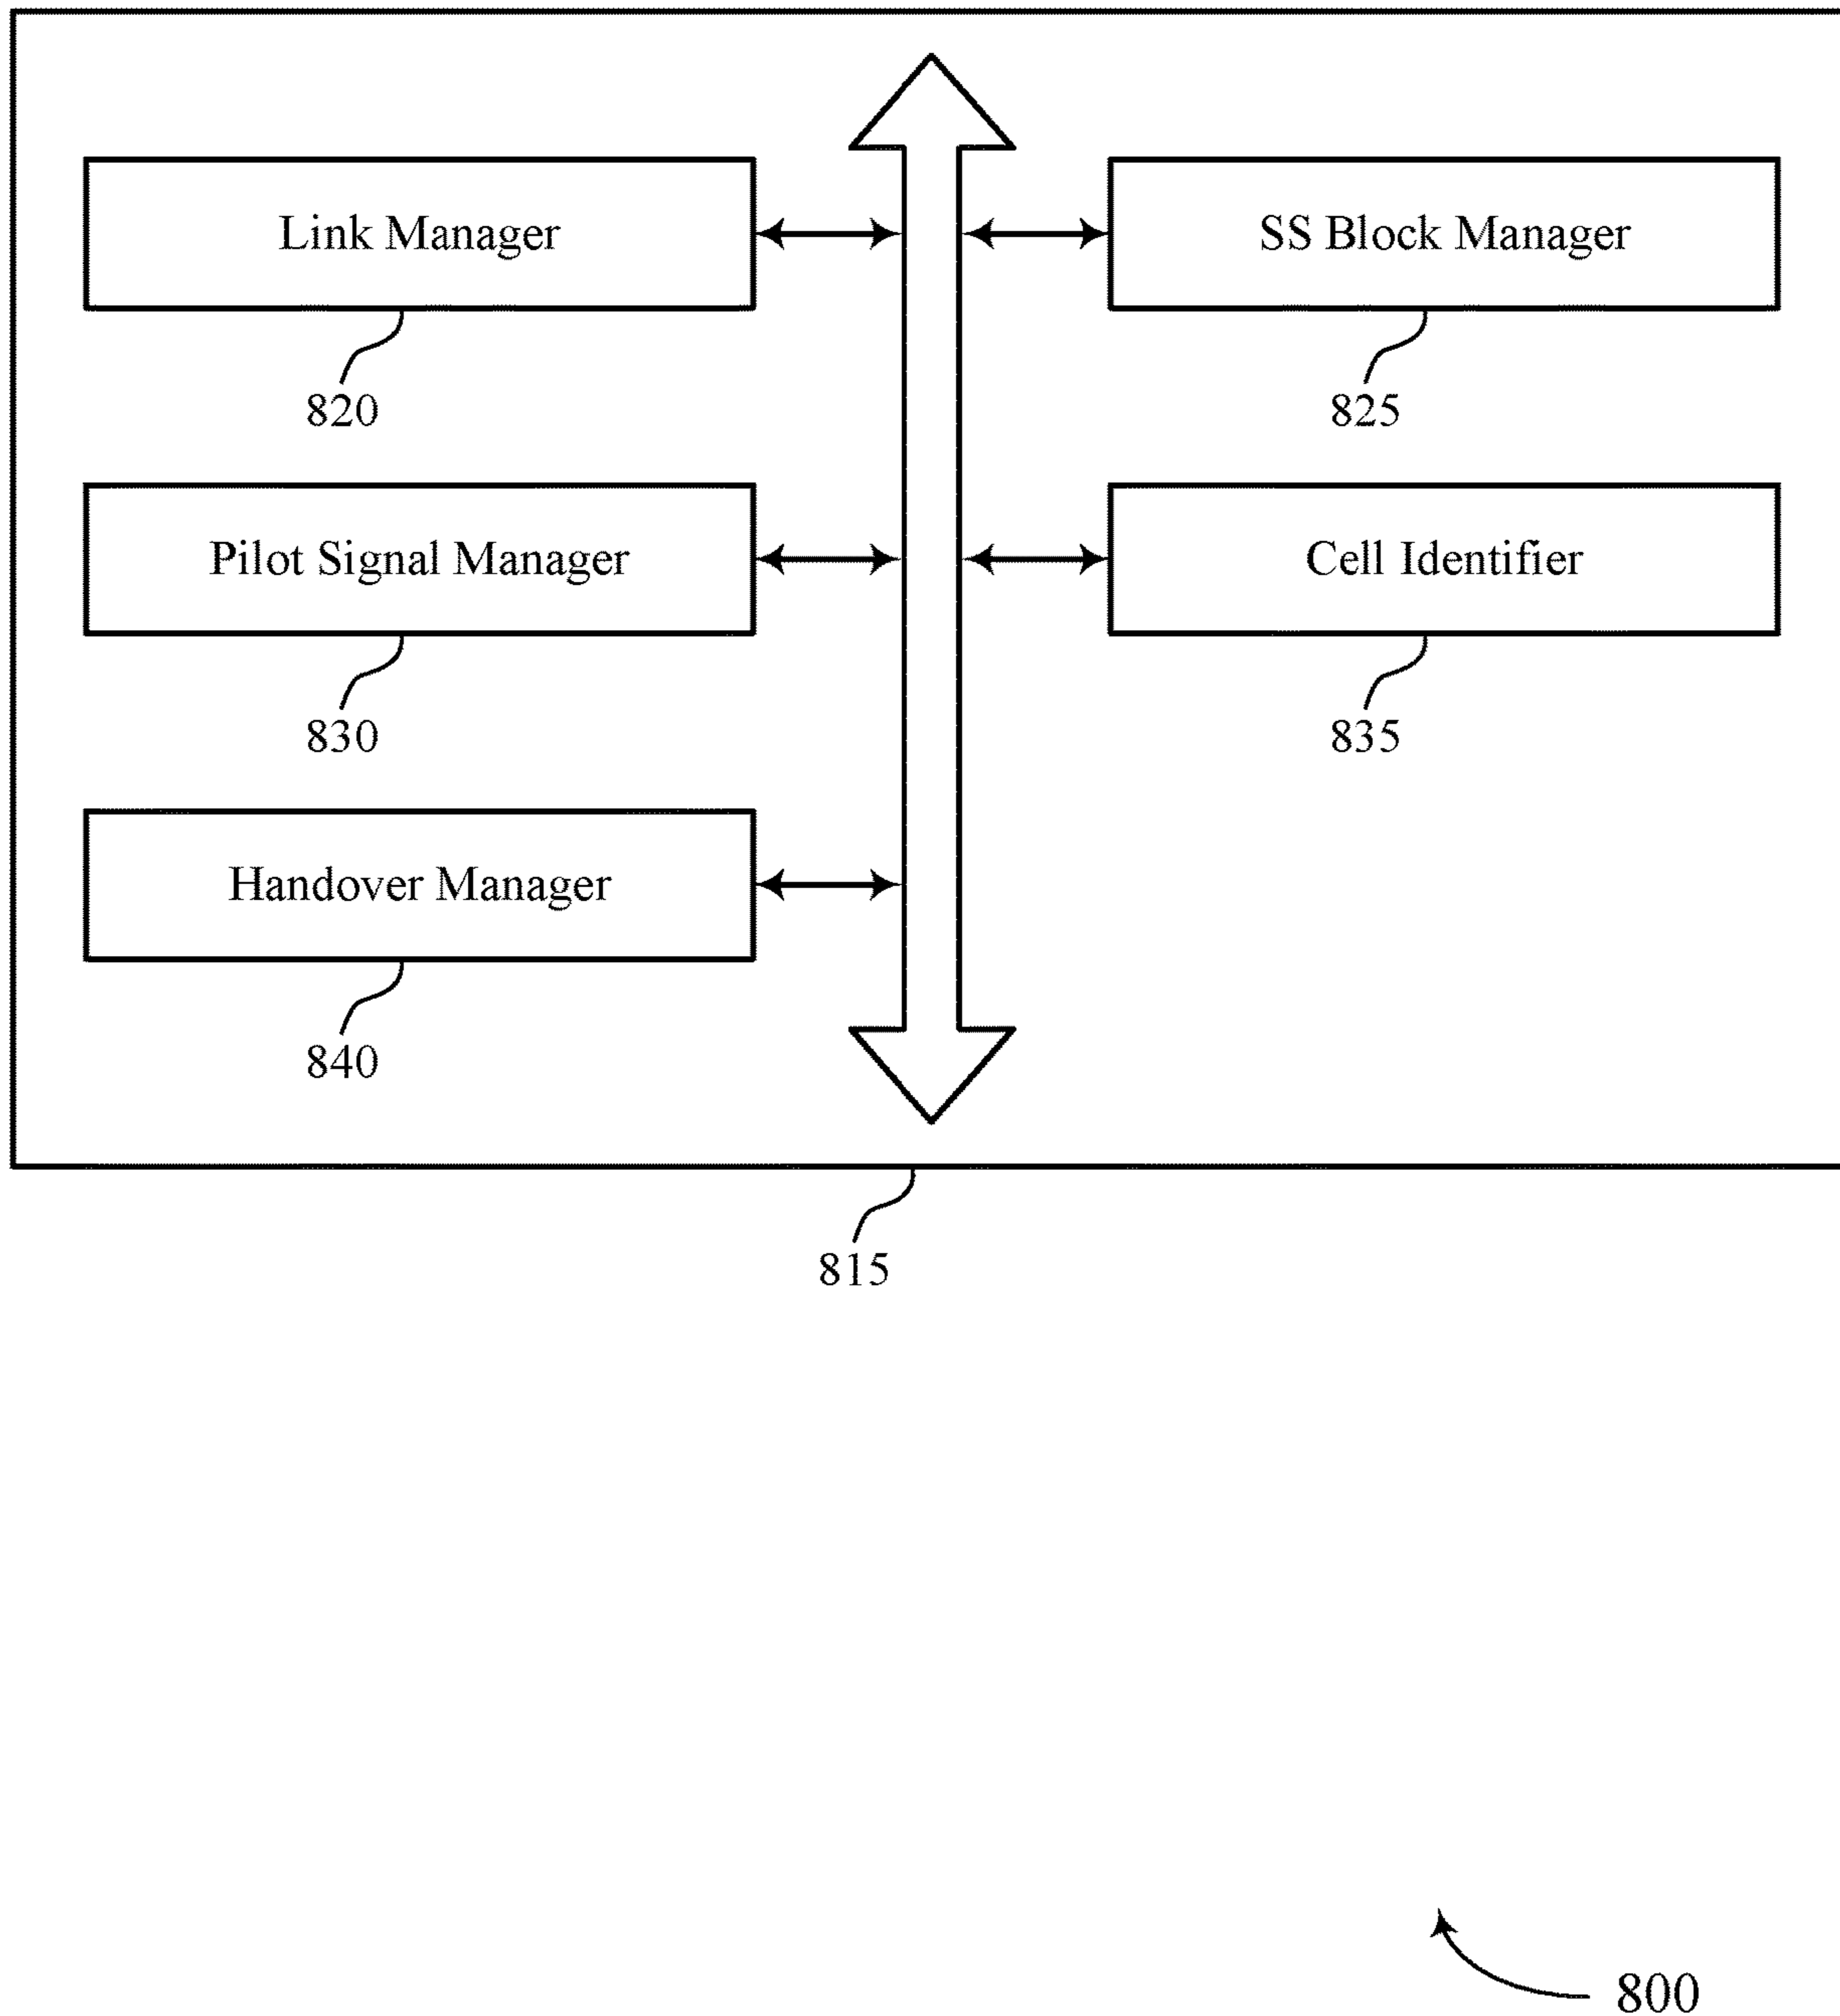 Link Manager
SS Block Manager
820
825
Pilot Signal Manager
Cell Identifier
830
835
Handover Manager
840
815
800